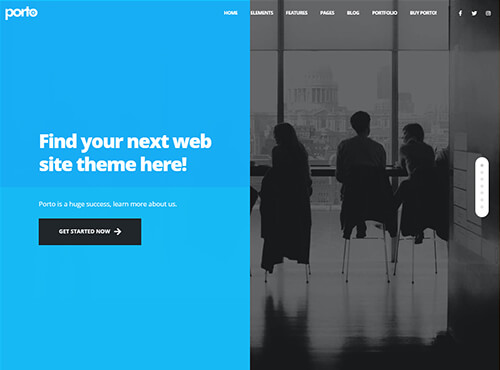 porto
HOME ELEMENTS FEATURES PAGES BLOG PORTFOLIO BUY PORTO!
Find your next web
site theme here!
Porto is a huge success, learn more about us.
GET STARTED NOW